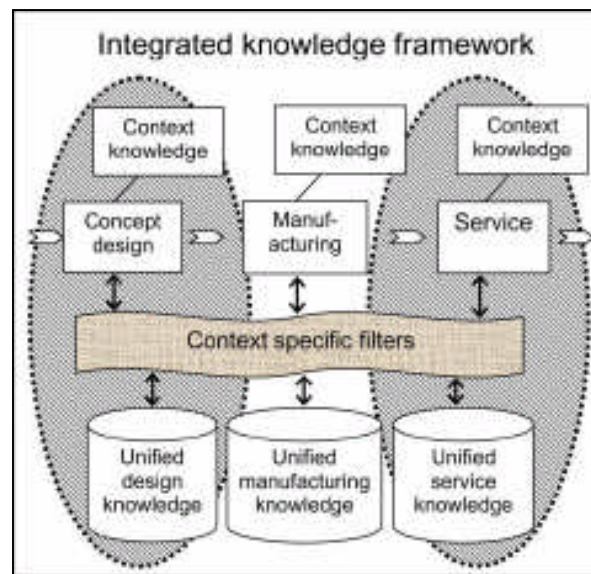 Integrated knowledge framework
Context
knowledge
Context
knowledge
Context
knowledge
Concept
design
Manuf-
acturing
Service
Context specific filters
Unified
design
knowledge
Unified
manufacturing
knowledge
Unified
service
knowledge